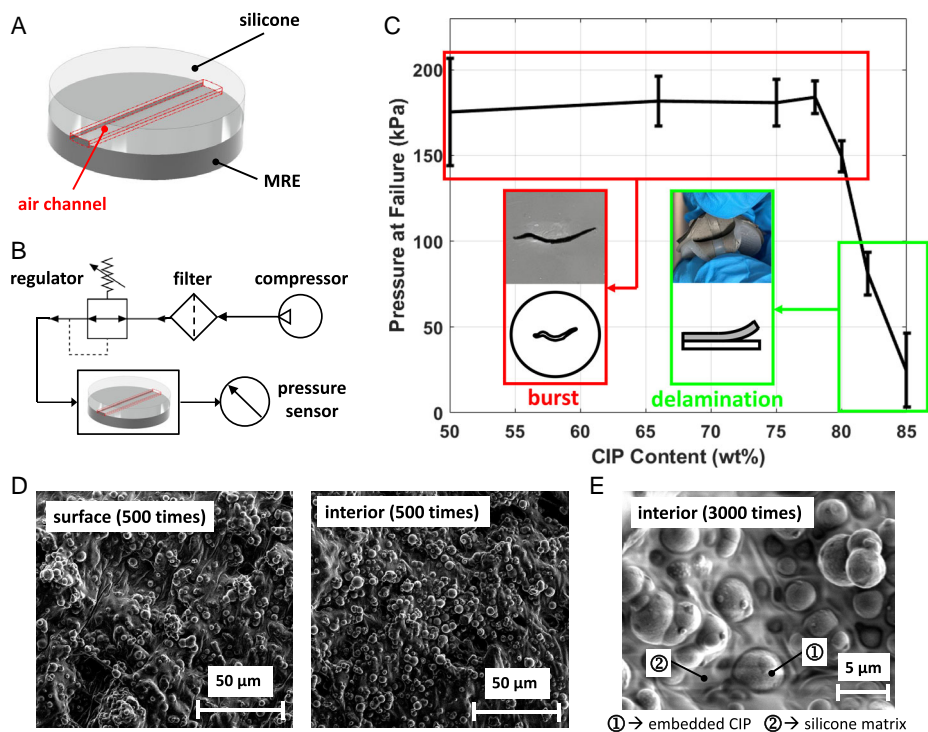 A
silicone
air channel
MRE
B
regulator
filter
compressor
pressure
sensor
C
Pressure at Failure (kPa)
200
150
100
50
0
burst
delamination
50 55 60 65 70 75 80 85
CIP Content (wt%)
D
surface (500 times)
50 µm
interior (500 times)
50 µm
E
interior (3000 times)
①
②
5 µm
① → embedded CIP ② → silicone matrix